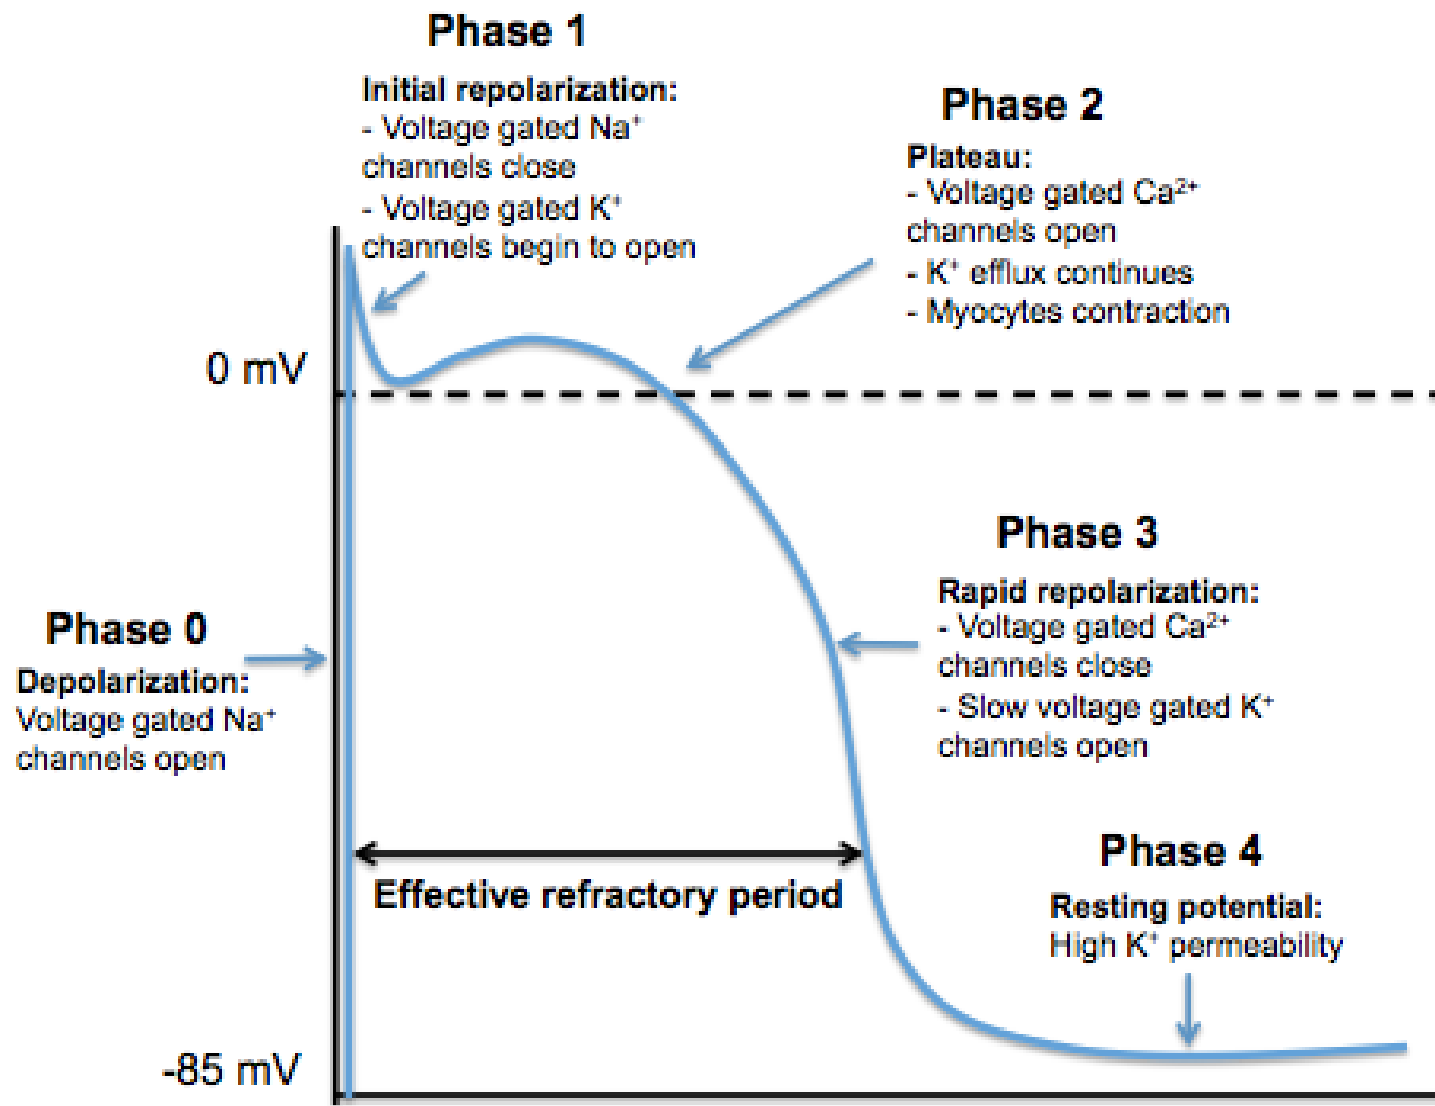 Phase 1
Initial repolarization:
- Voltage gated Na⁺
channels close
- Voltage gated K⁺
channels begin to open
Phase 2
Plateau:
- Voltage gated Ca²⁺
channels open
- K⁺ efflux continues
- Myocytes contraction
0 mV
Phase 3
Rapid repolarization:
- Voltage gated Ca²⁺
channels close
- Slow voltage gated K⁺
channels open
Phase 0
Depolarization:
Voltage gated Na⁺
channels open
Effective refractory period
Phase 4
Resting potential:
High K⁺ permeability
-85 mV